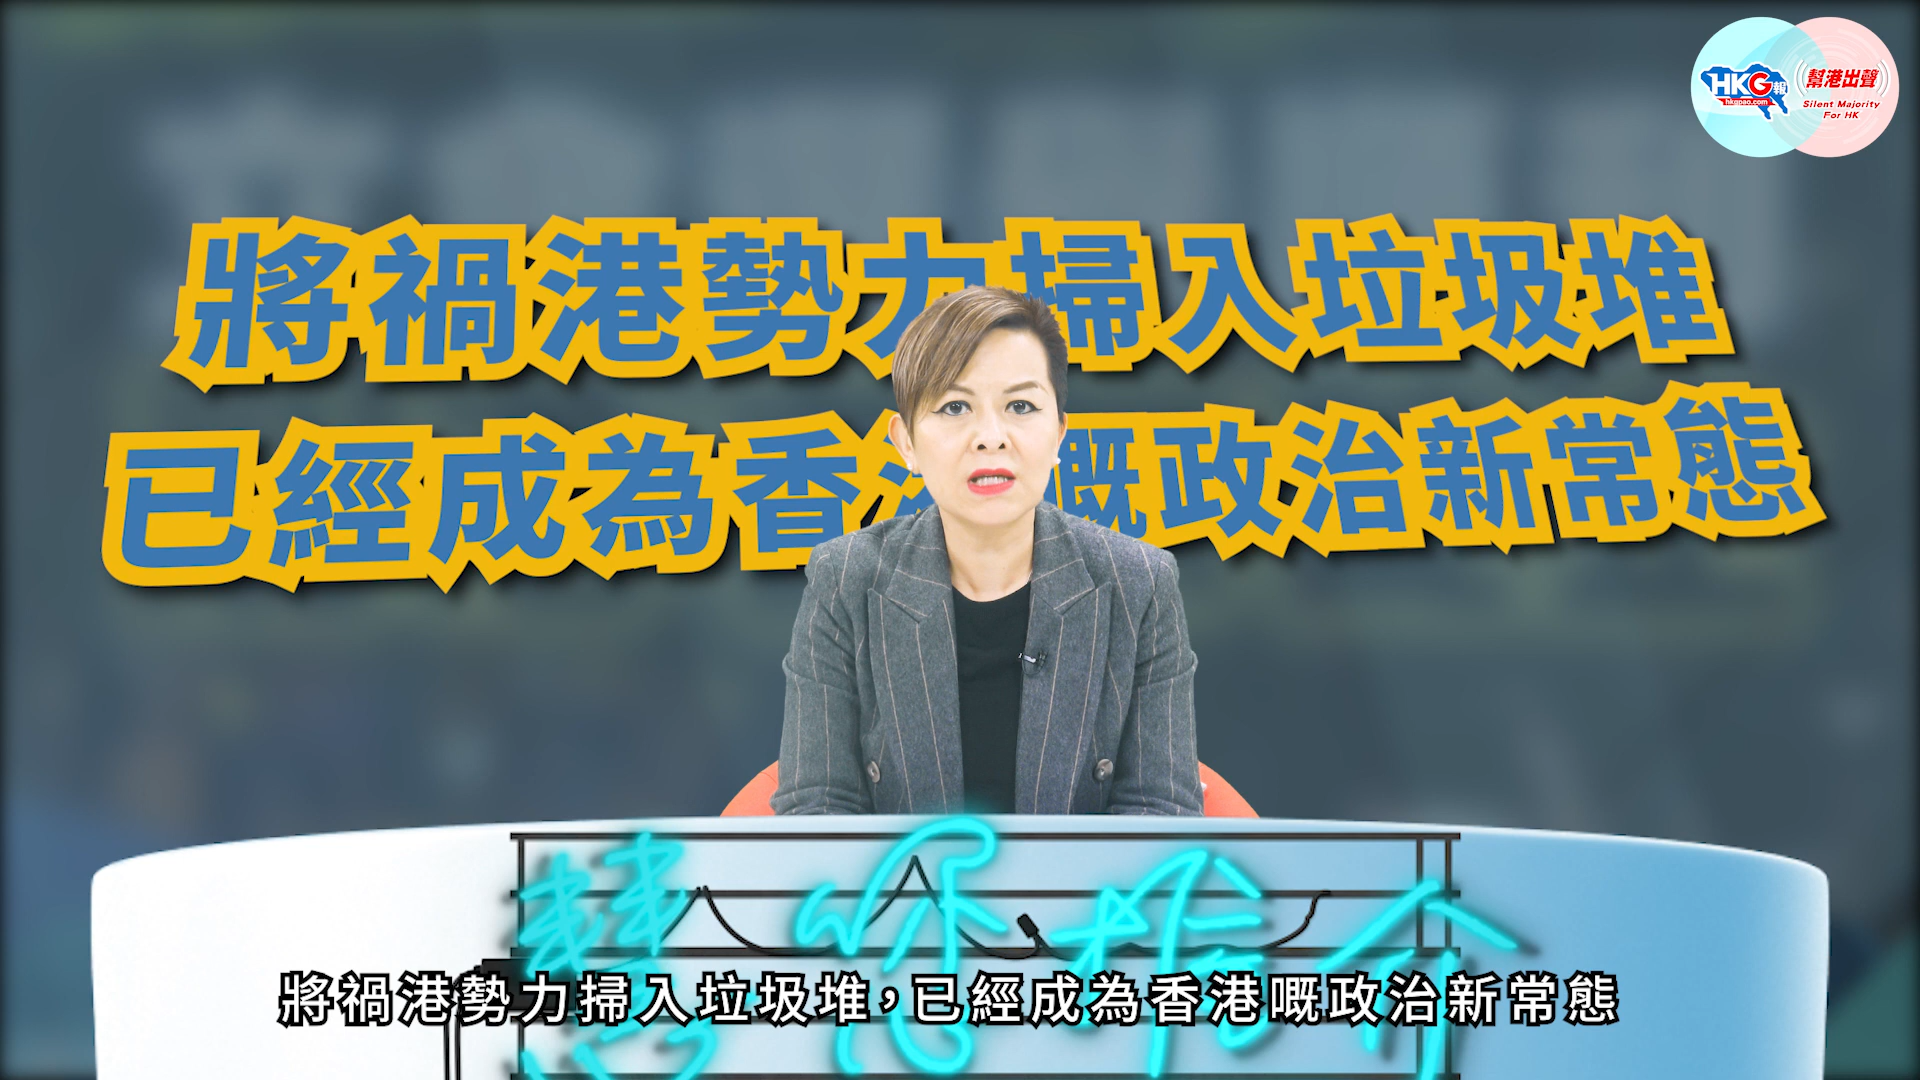 HKG報
hkgpao.com
幫港出聲
Silent Majority
For HK
將禍港勢力掃入垃圾堆
已經成為香港嘅政治新常態
將禍港勢力掃入垃圾堆，已經成為香港嘅政治新常態